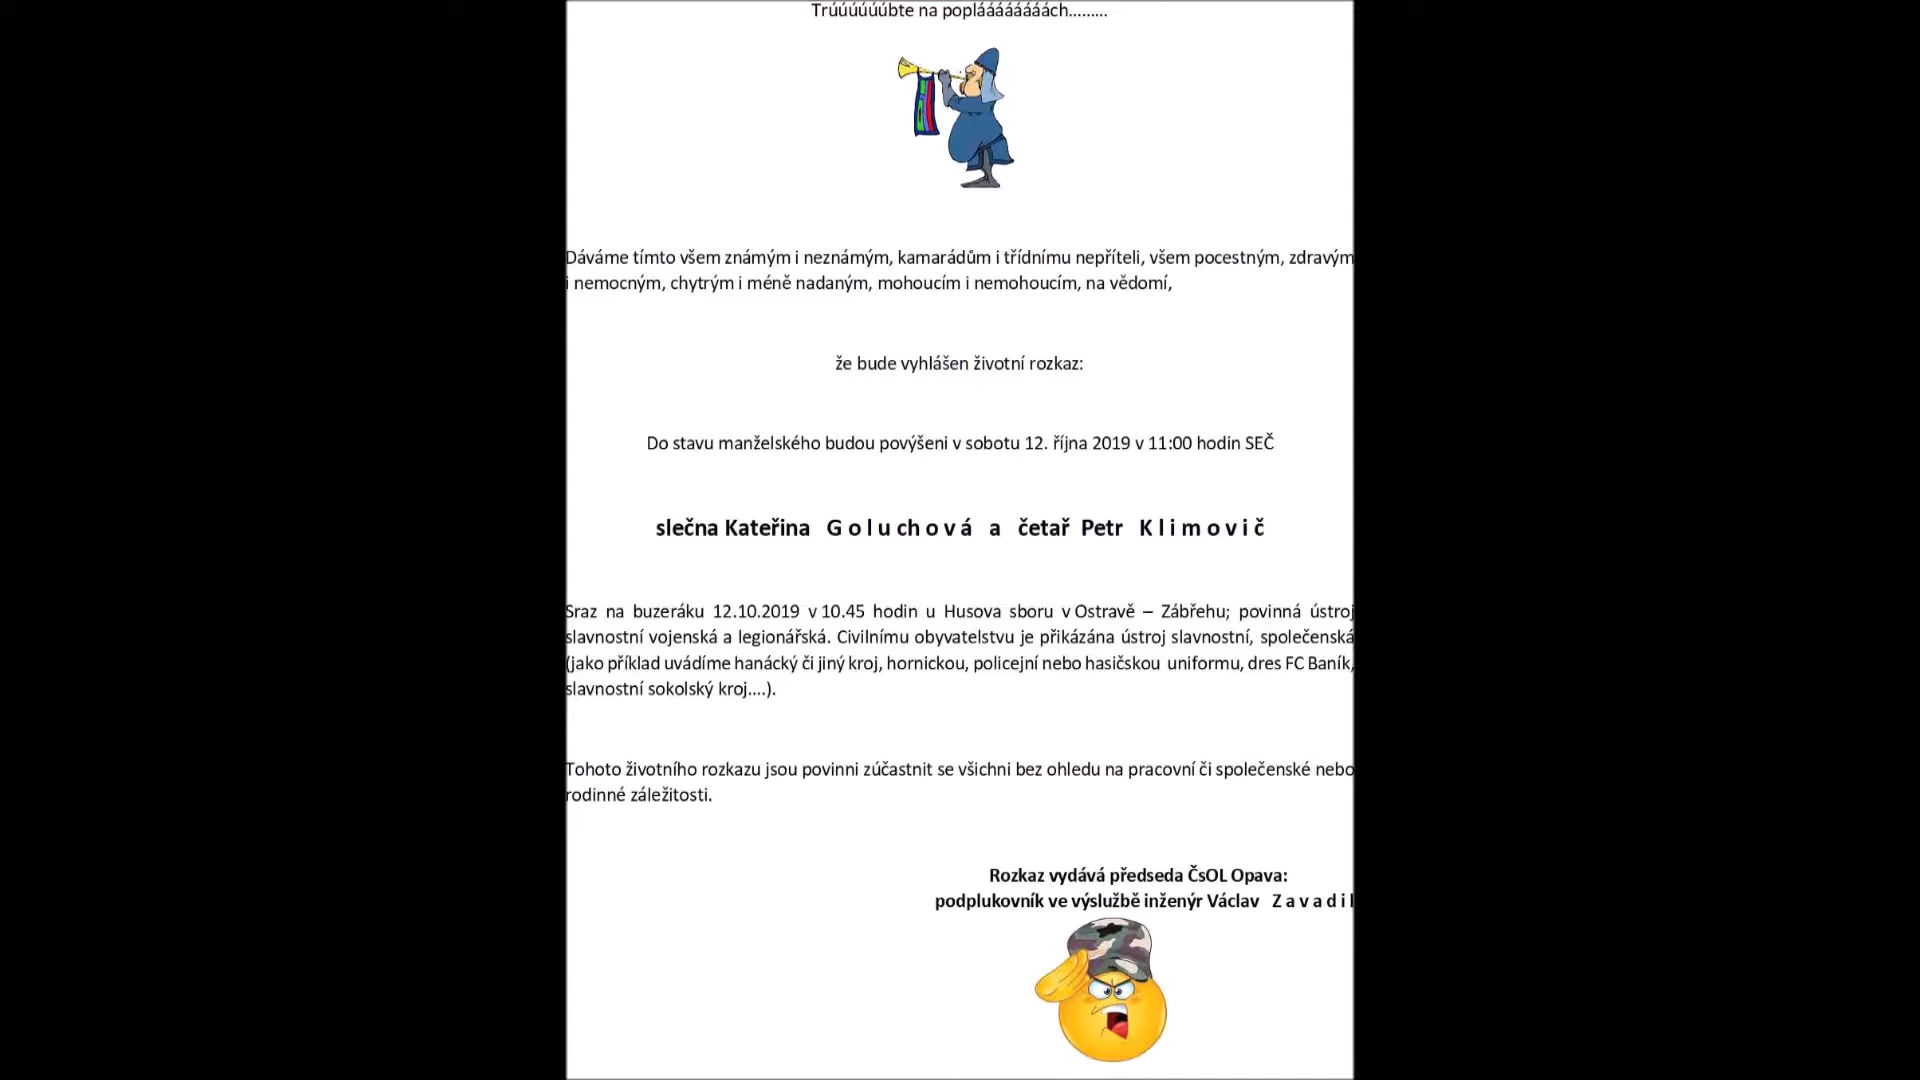 Trúúúúúúbte na poplááááááááách.........
Dáváme tímto všem známým i neznámým, kamarádům i třídnímu nepříteli, všem pocestným, zdravým
i nemocným, chytrým i méně nadaným, mohoucím i nemohoucím, na vědomí,
že bude vyhlášen životní rozkaz:
Do stavu manželského budou povýšeni v sobotu 12. října 2019 v 11:00 hodin SEČ
slečna Kateřina G o l u ch o v á a četař Petr K l i m o v i č
Sraz na buzeráku 12.10.2019 v 10.45 hodin u Husova sboru v Ostravě – Zábřehu; povinná ústroj
slavnostní vojenská a legionářská. Civilnímu obyvatelstvu je přikázána ústroj slavnostní, společenská
(jako příklad uvádíme hanácký či jiný kroj, hornickou, policejní nebo hasičskou uniformu, dres FC Baník,
slavnostní sokolský kroj....).
Tohoto životního rozkazu jsou povinni zúčastnit se všichni bez ohledu na pracovní či společenské nebo
rodinné záležitosti.
Rozkaz vydává předseda ČsOL Opava:
podplukovník ve výslužbě inženýr Václav Z a v a d i l